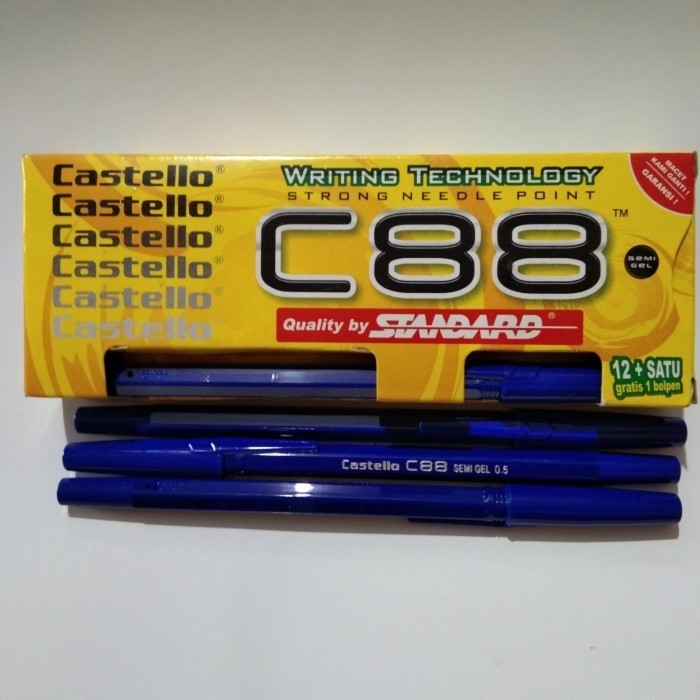 Castello®
Castello®
Castello®
Castello®
Castello®
Castello
WRITING TECHNOLOGY
STRONG NEEDLE POINT
C88™
SEMI
GEL
Quality by STANDARD®
MACET
KAMI GANTI!
GARANSI!
12 + SATU
gratis 1 bolpen
Castello C88 SEMI GEL 0.5